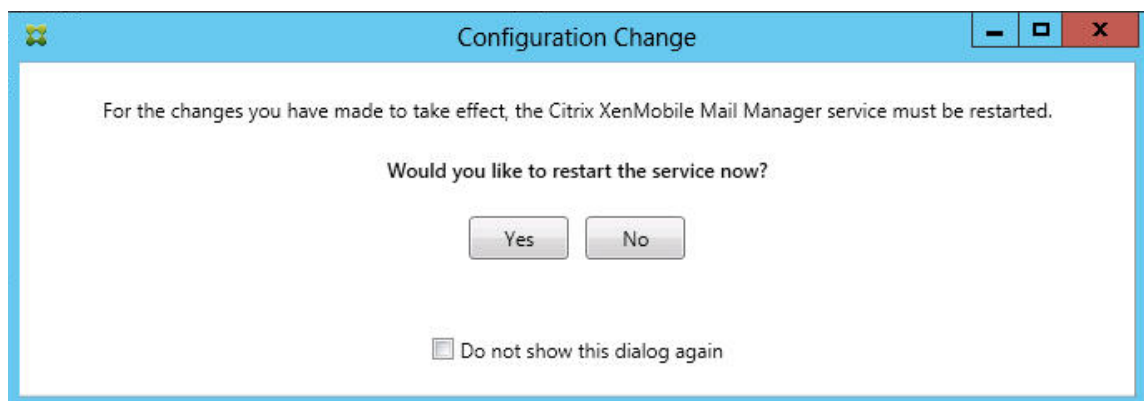 Configuration Change
For the changes you have made to take effect, the Citrix XenMobile Mail Manager service must be restarted.
Would you like to restart the service now?
Yes No
Do not show this dialog again